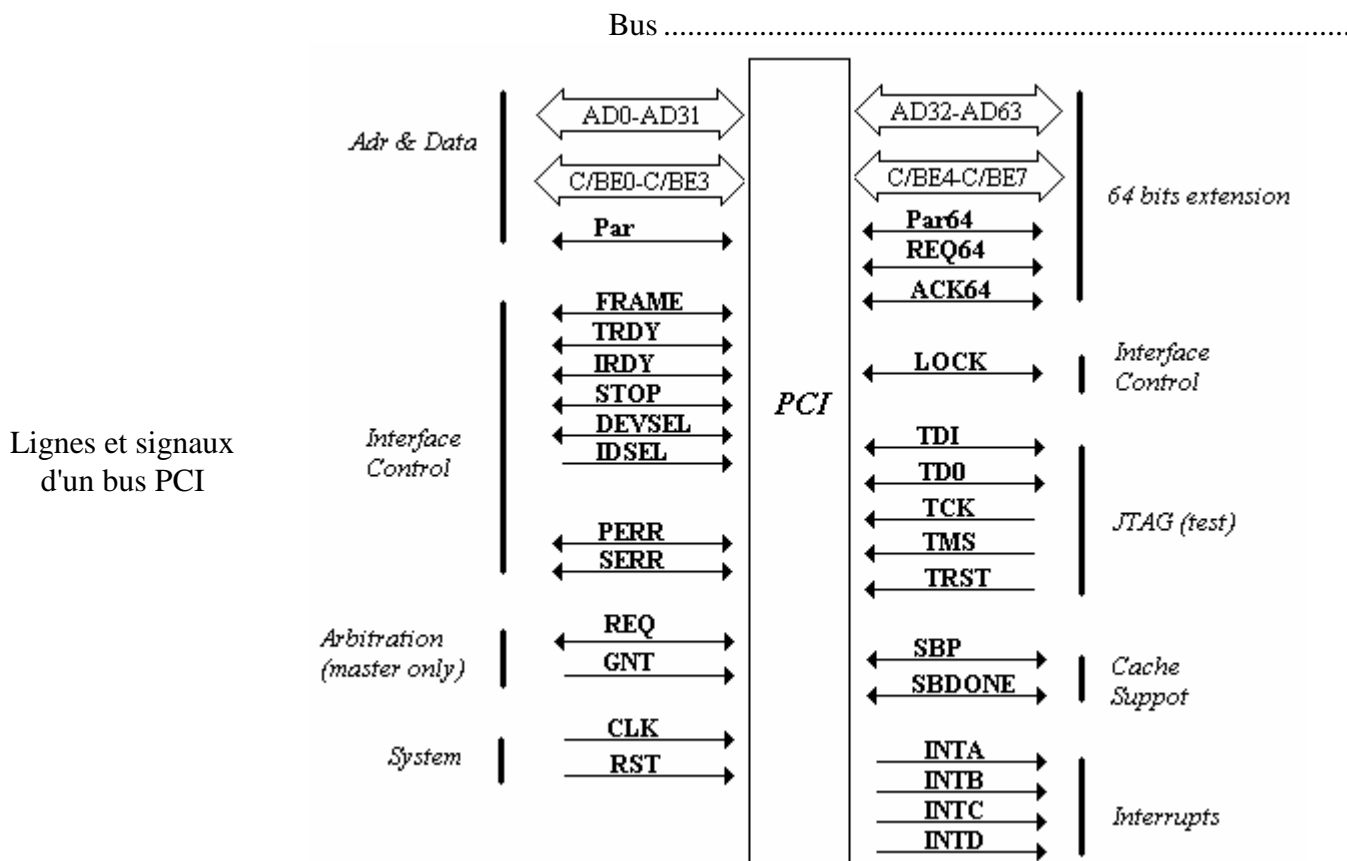 Bus ......................................................................................
AD0-AD31
Adr & Data
C/BE0-C/BE3
Par
FRAME
TRDY
IRDY
STOP
DEVSEL
IDSEL
Interface
Control
PERR
SERR
Lignes et signaux
d'un bus PCI
REQ
GNT
Arbitration
(master only)
CLK
RST
System
PCI
AD32-AD63
C/BE4-C/BE7
Par64
REQ64
ACK64
64 bits extension
LOCK
Interface
Control
TDI
TD0
TCK
TMS
TRST
JTAG (test)
SBP
SBDONE
Cache
Suppot
INTA
INTB
INTC
INTD
Interrupts